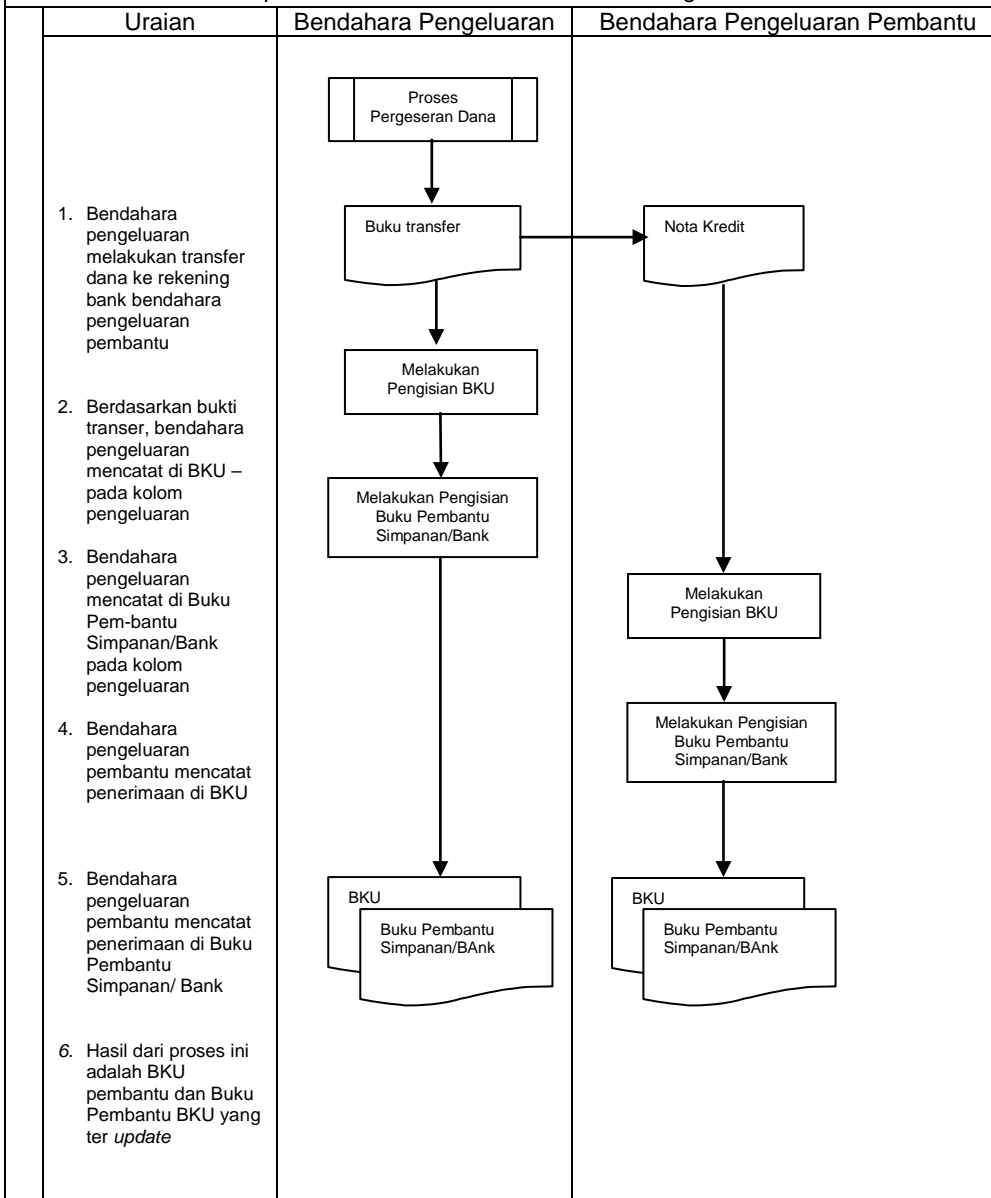 Uraian
Bendahara Pengeluaran
Bendahara Pengeluaran Pembantu
1. Bendahara
pengeluaran
melakukan transfer
dana ke rekening
bank bendahara
pengeluaran
pembantu
2. Berdasarkan bukti
transer, bendahara
pengeluaran
mencatat di BKU –
pada kolom
pengeluaran
3. Bendahara
pengeluaran
mencatat di Buku
Pem-bantu
Simpanan/Bank
pada kolom
pengeluaran
4. Bendahara
pengeluaran
pembantu mencatat
penerimaan di BKU
5. Bendahara
pengeluaran
pembantu mencatat
penerimaan di Buku
Pembantu
Simpanan/ Bank
6. Hasil dari proses ini
adalah BKU
pembantu dan Buku
Pembantu BKU yang
ter update
Proses
Pergeseran Dana
Buku transfer
Melakukan
Pengisian BKU
Melakukan Pengisian
Buku Pembantu
Simpanan/Bank
BKU
Buku Pembantu
Simpanan/BAnk
Nota Kredit
Melakukan
Pengisian BKU
Melakukan Pengisian
Buku Pembantu
Simpanan/Bank
BKU
Buku Pembantu
Simpanan/BAnk